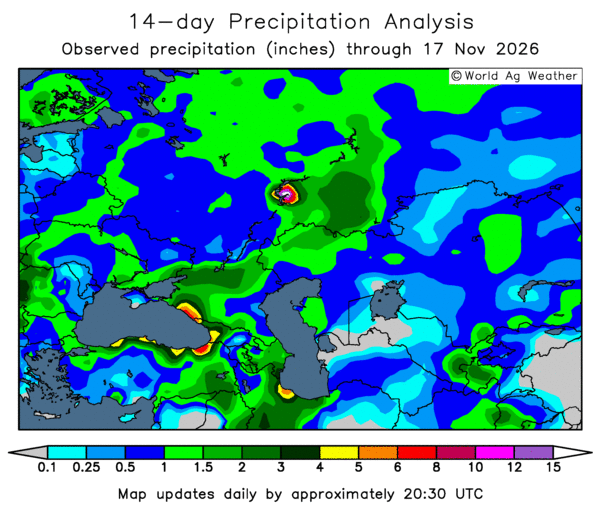 14-day Precipitation Analysis
Observed precipitation (inches) through 17 Nov 2026
© World Ag Weather
0.1 0.25 0.5 1 1.5 2 3 4 5 6 8 10 12 15
Map updates daily by approximately 20:30 UTC